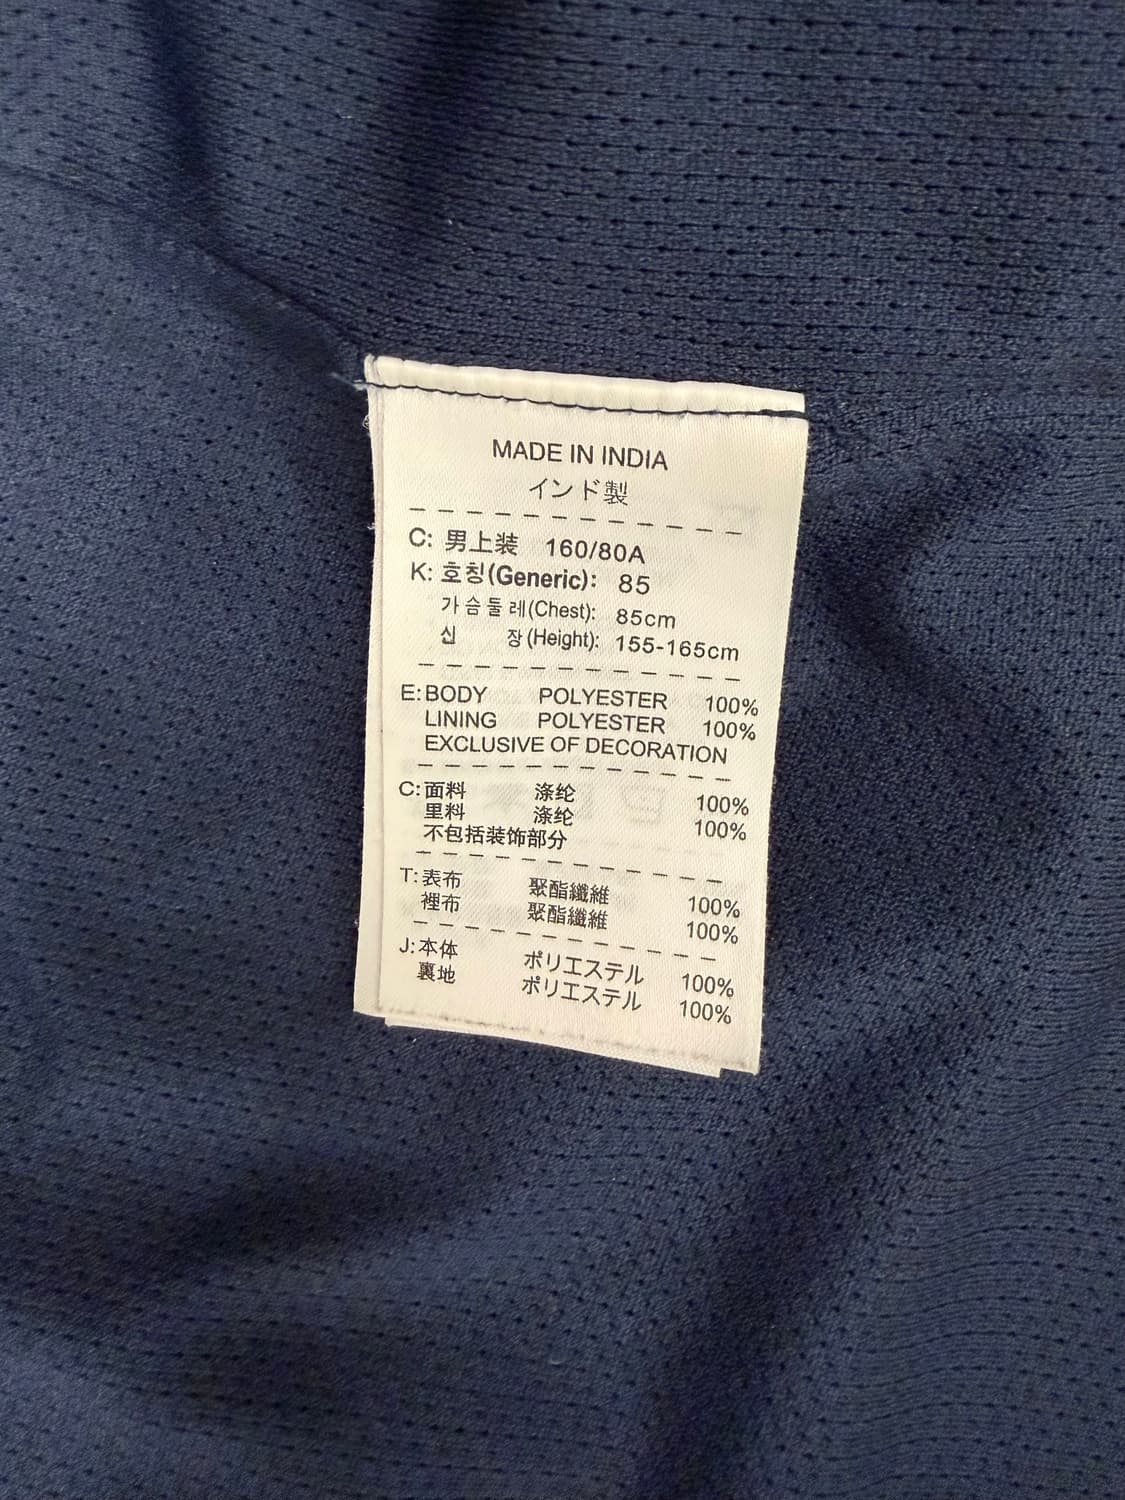 MADE IN INDIA
インド製
C: 男上装 160/80A
K: 호칭(Generic): 85
가슴둘레(Chest): 85cm
신 장(Height): 155-165cm
E: BODY POLYESTER 100%
LINING POLYESTER 100%
EXCLUSIVE OF DECORATION
C: 面料 涤纶 100%
里料 涤纶 100%
不包括装饰部分
T: 表布 聚酯纖維 100%
裡布 聚酯纖維 100%
J: 本体 ポリエステル 100%
裏地 ポリエステル 100%